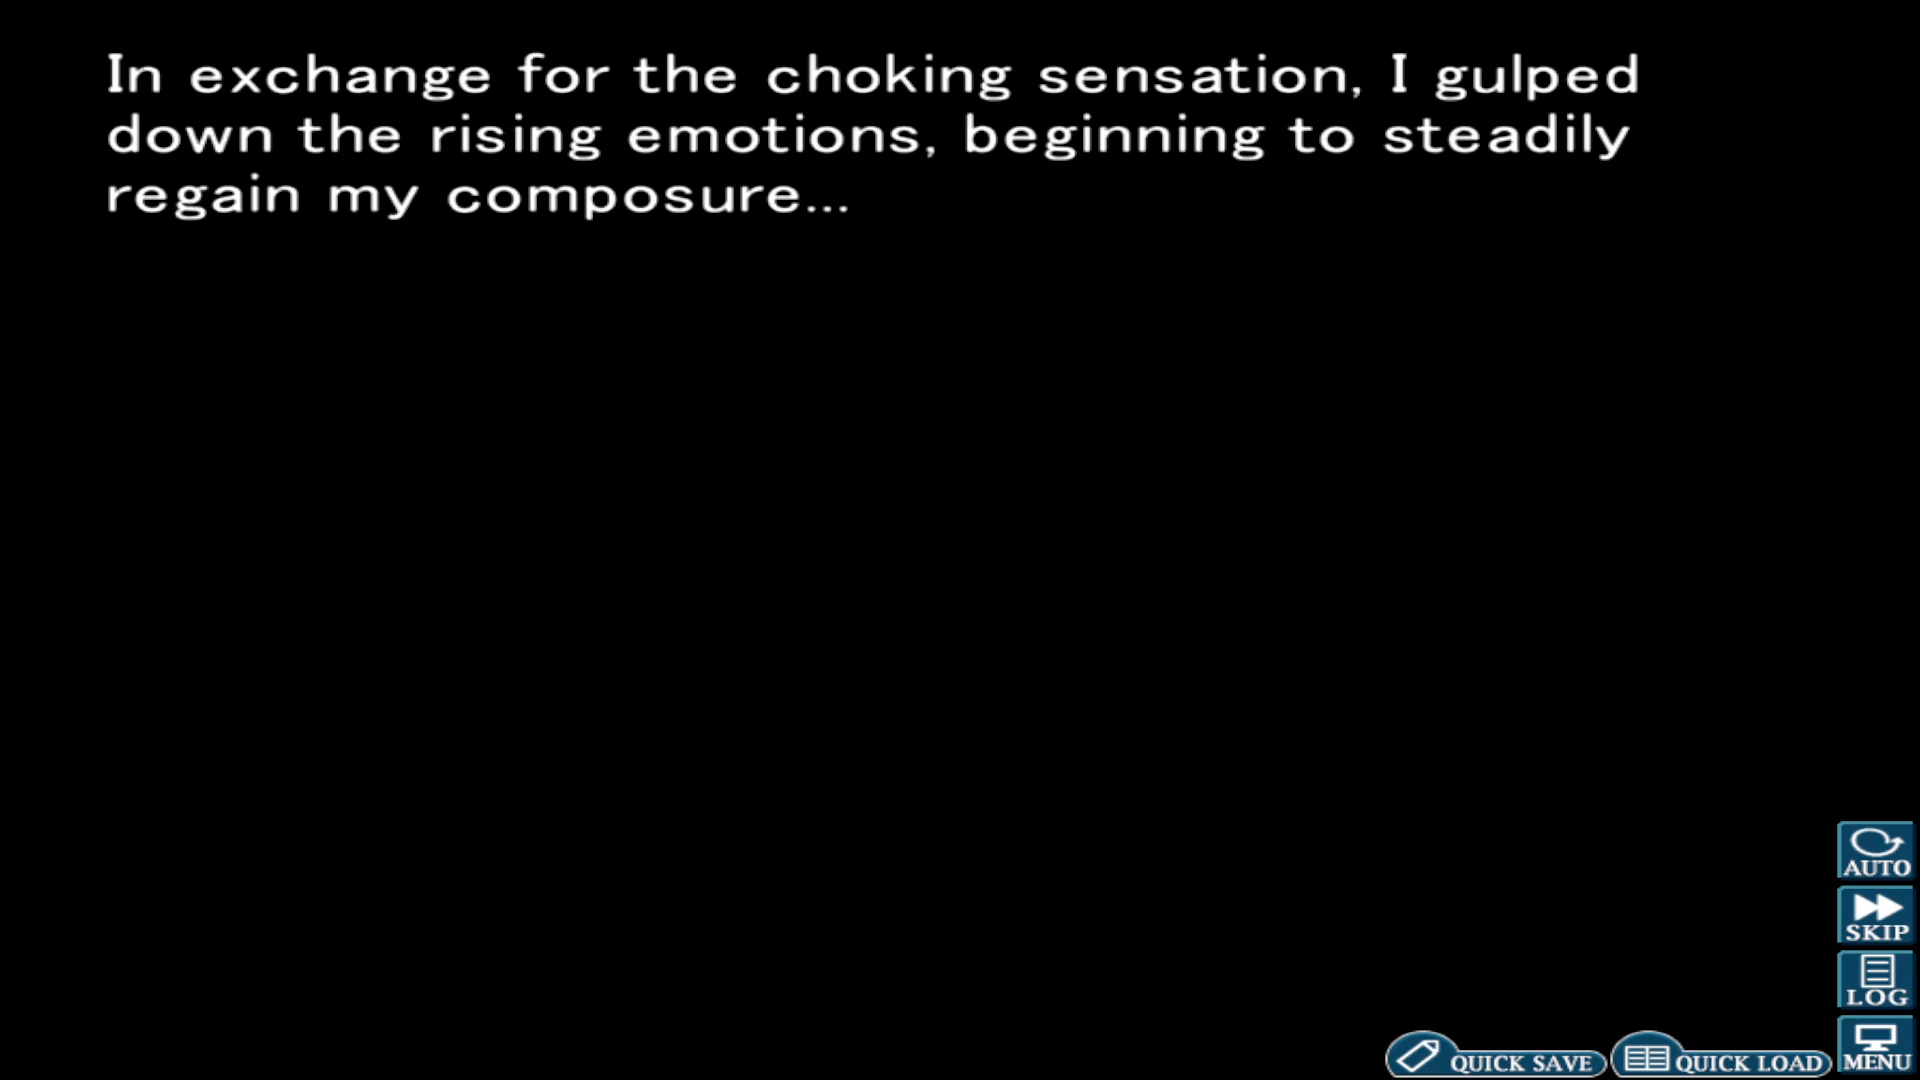 In exchange for the choking sensation, I gulped
down the rising emotions, beginning to steadily
regain my composure...
AUTO
SKIP
LOG
QUICK SAVE
QUICK LOAD
MENU